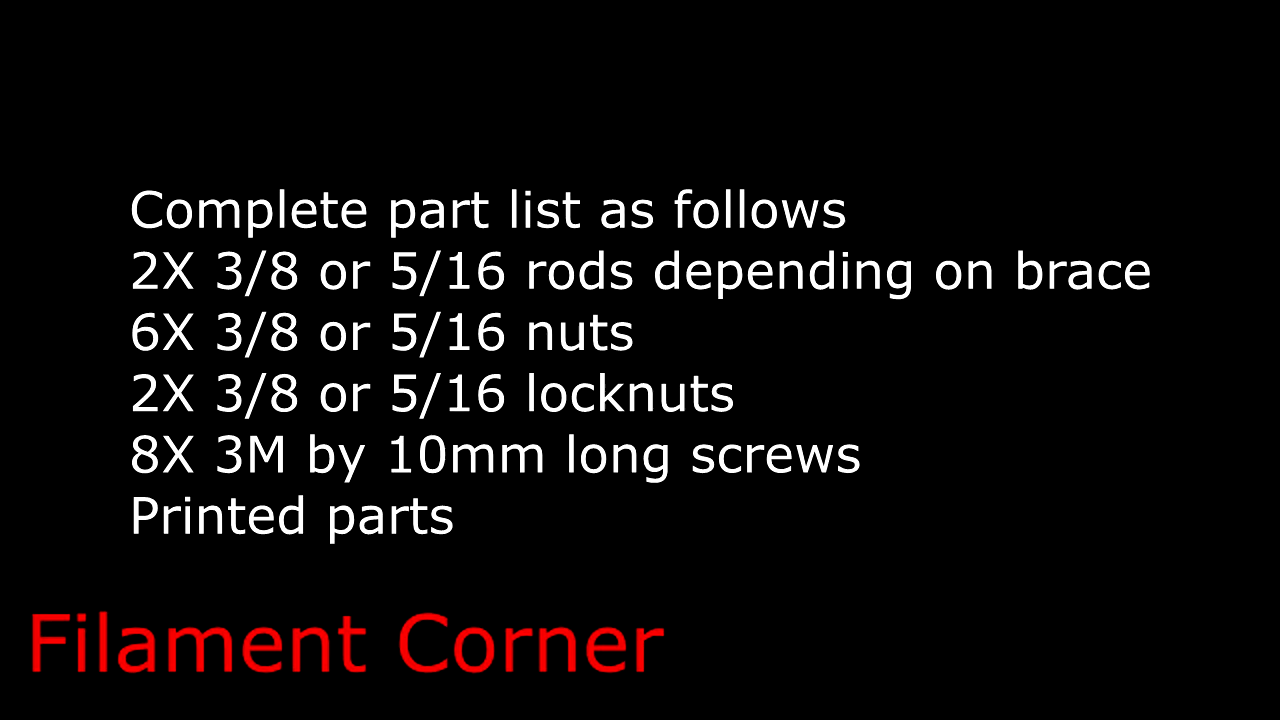 Complete part list as follows
2X 3/8 or 5/16 rods depending on brace
6X 3/8 or 5/16 nuts
2X 3/8 or 5/16 locknuts
8X 3M by 10mm long screws
Printed parts
Filament Corner